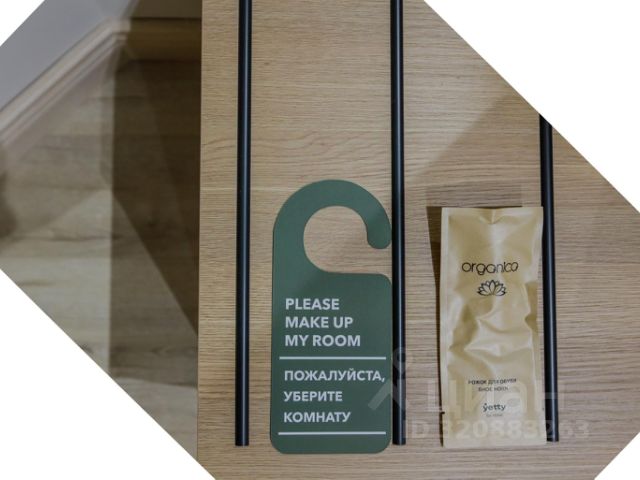 PLEASE
MAKE UP
MY ROOM
ПОЖАЛУЙСТА,
УБЕРИТЕ
КОМНАТУ
organica
РОЖОК ДЛЯ ОБУВИ
SHOE HORN
yetty
циан
ID 320883263